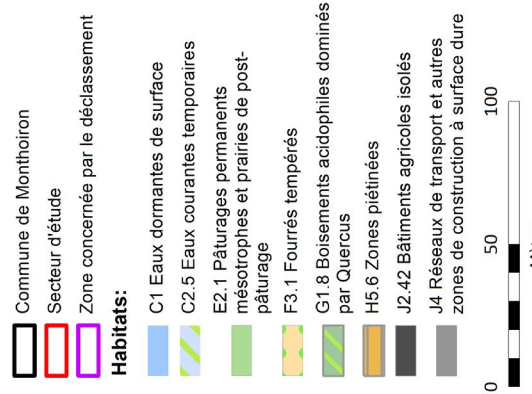 Commune de Monthoiron
Secteur d'étude
Zone concernée par le déclassement
Habitats:
C1 Eaux dormantes de surface
C2.5 Eaux courantes temporaires
E2.1 Pâturages permanents
mésotrophes et prairies de post-
pâturage
F3.1 Fourrés tempérés
G1.8 Boisements acidophiles dominés
par Quercus
H5.6 Zones piétinées
J2.42 Bâtiments agricoles isolés
J4 Réseaux de transport et autres
zones de construction à surface dure
0 50 100